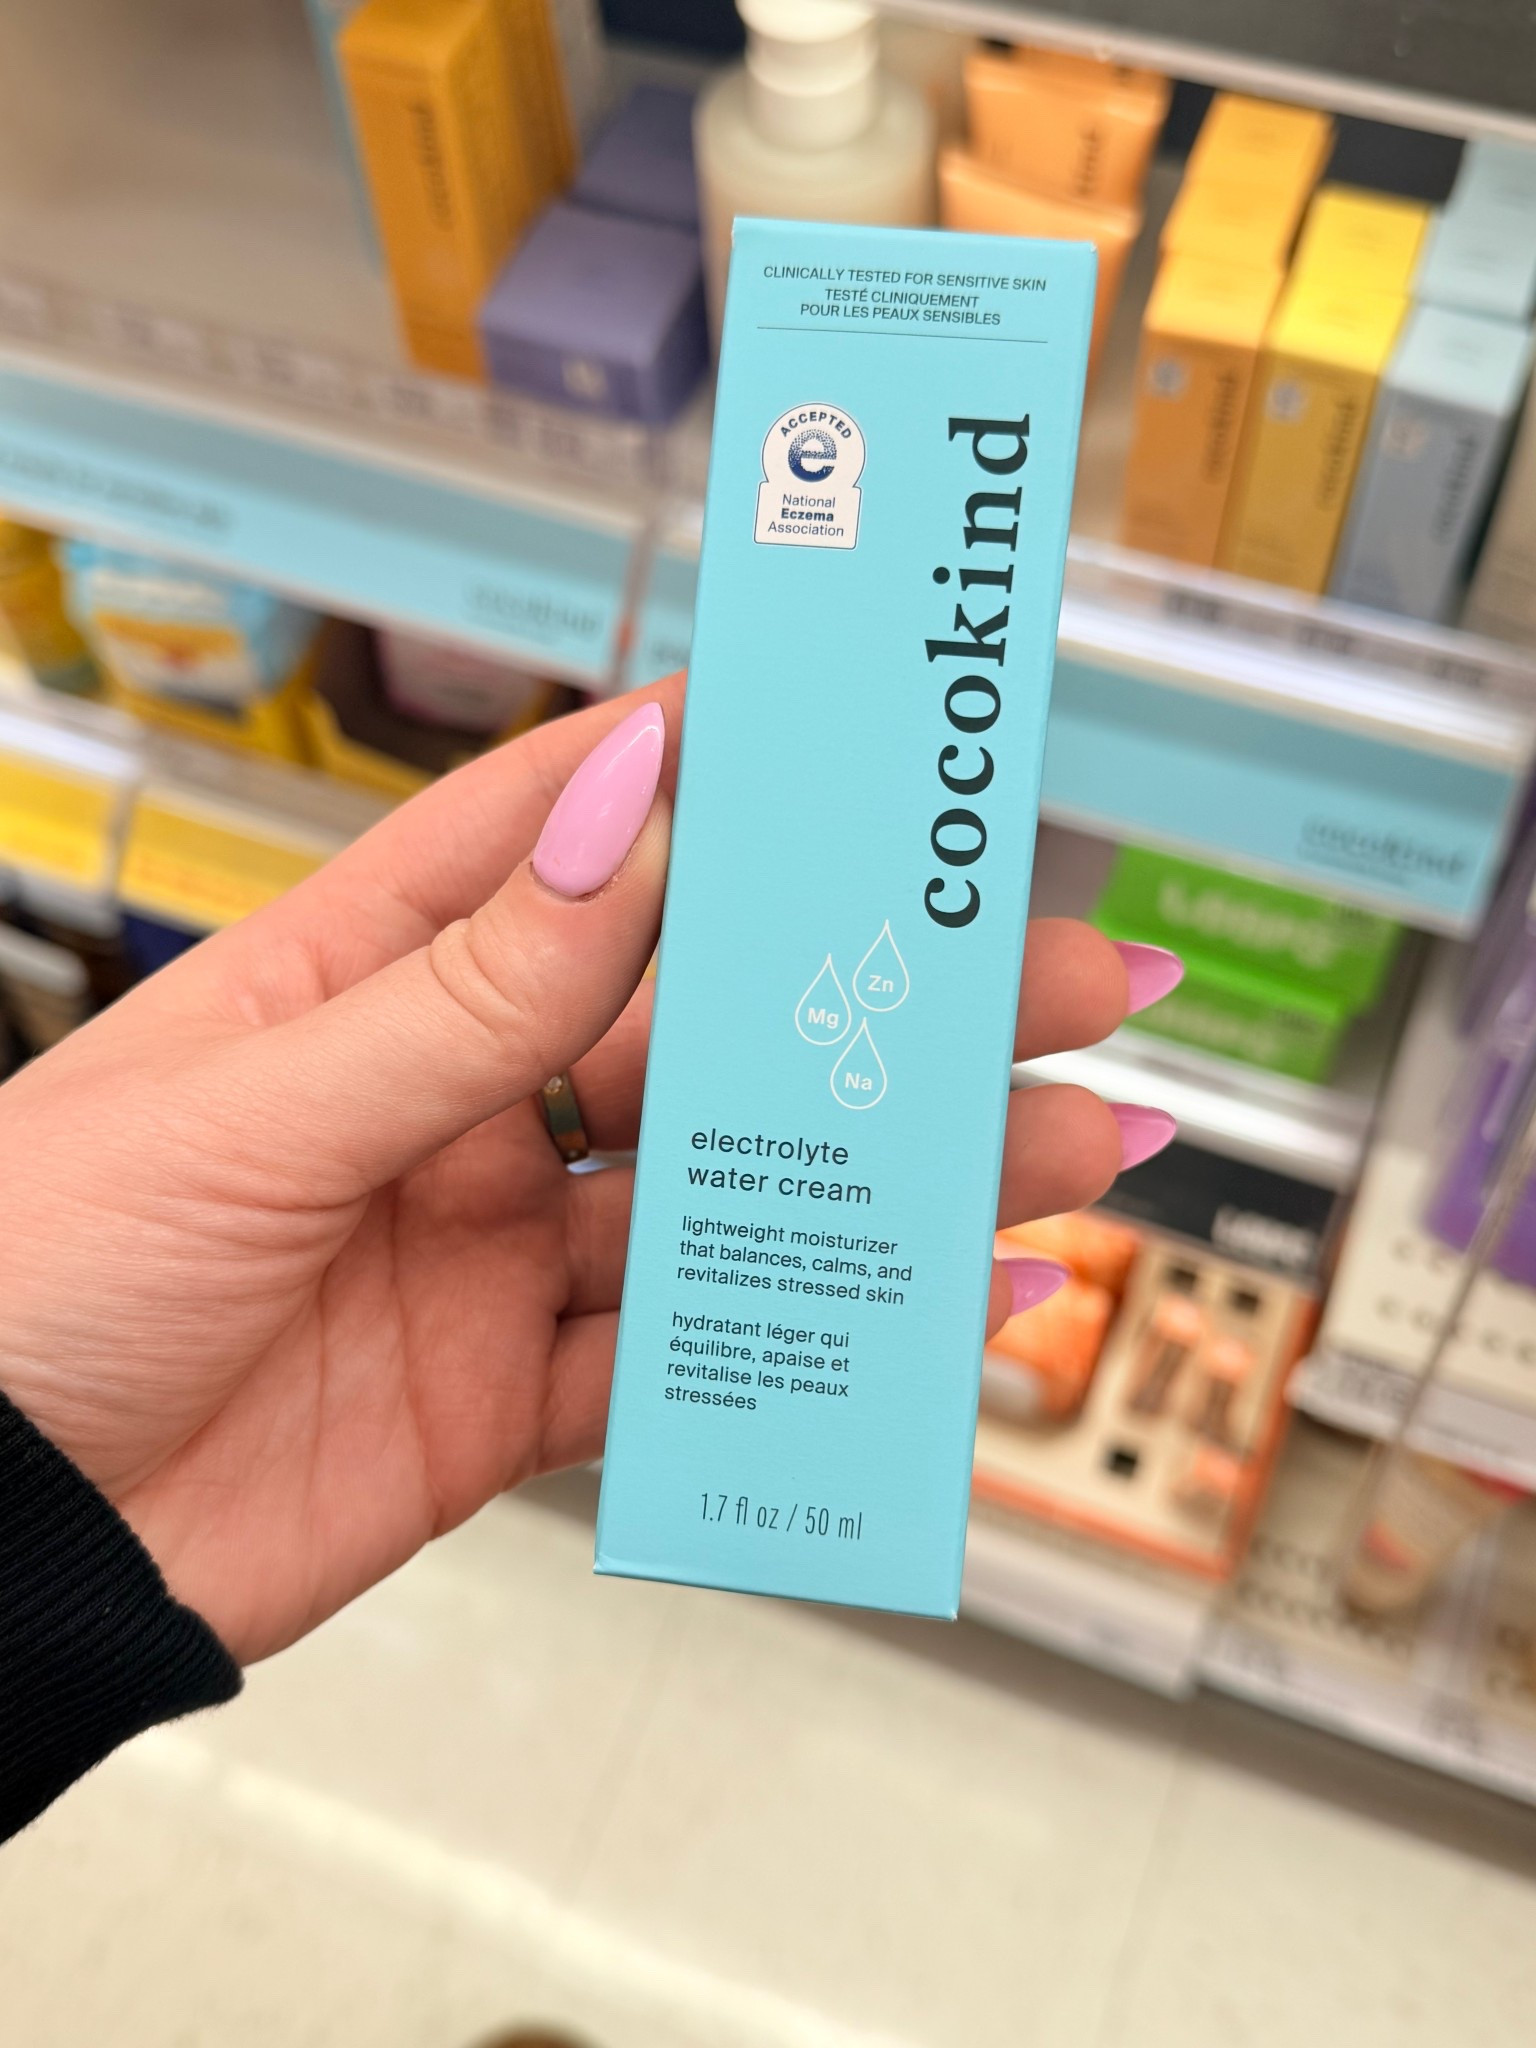 CLINICALLY TESTED FOR SENSITIVE SKIN
TESTÉ CLINIQUEMENT
POUR LES PEAUX SENSIBLES
ACCEPTED
e
National
Eczema
Association
cocokind
Zn
Mg
Na
electrolyte
water cream
lightweight moisturizer
that balances, calms, and
revitalizes stressed skin
hydratant léger qui
équilibre, apaise et
revitalise les peaux
stressées
1.7 fl oz / 50 ml
cocokind
cocokind